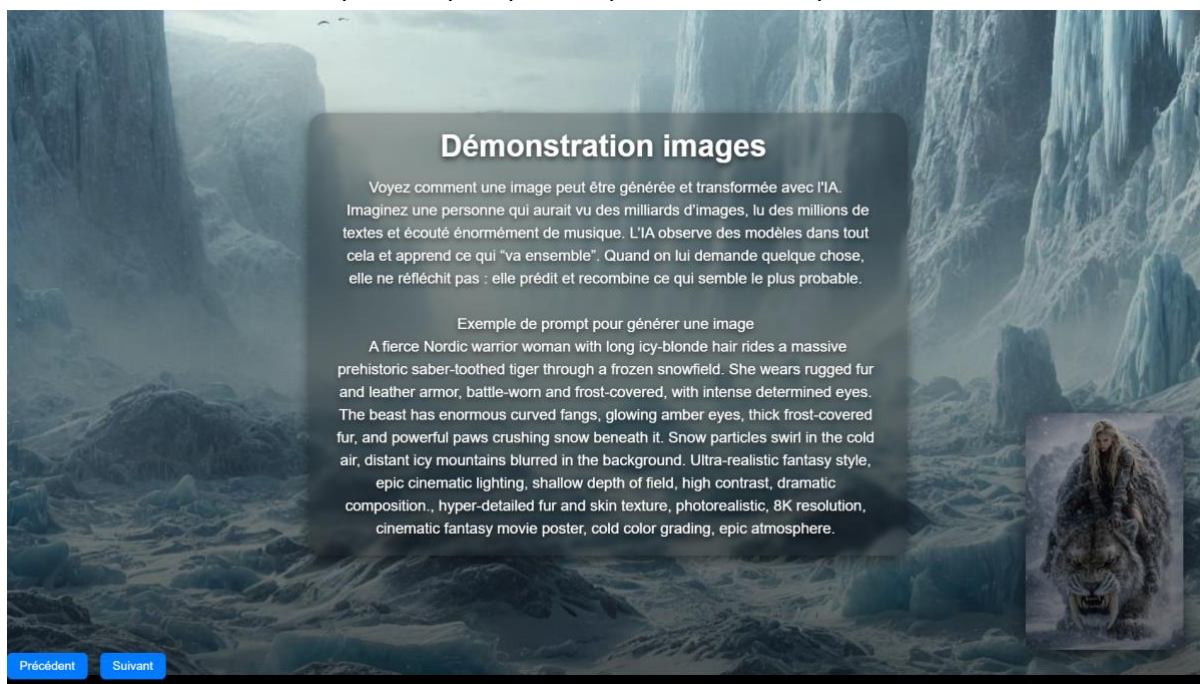 Démonstration images
Voyez comment une image peut être générée et transformée avec l'IA.
Imaginez une personne qui aurait vu des milliards d'images, lu des millions de
textes et écouté énormément de musique. L'IA observe des modèles dans tout
cela et apprend ce qui "va ensemble". Quand on lui demande quelque chose,
elle ne réfléchit pas : elle prédit et recombine ce qui semble le plus probable.
Exemple de prompt pour générer une image
A fierce Nordic warrior woman with long icy-blonde hair rides a massive
prehistoric saber-toothed tiger through a frozen snowfield. She wears rugged fur
and leather armor, battle-worn and frost-covered, with intense determined eyes.
The beast has enormous curved fangs, glowing amber eyes, thick frost-covered
fur, and powerful paws crushing snow beneath it. Snow particles swirl in the cold
air, distant icy mountains blurred in the background. Ultra-realistic fantasy style,
epic cinematic lighting, shallow depth of field, high contrast, dramatic
composition., hyper-detailed fur and skin texture, photorealistic, 8K resolution,
cinematic fantasy movie poster, cold color grading, epic atmosphere.
Précédent
Suivant